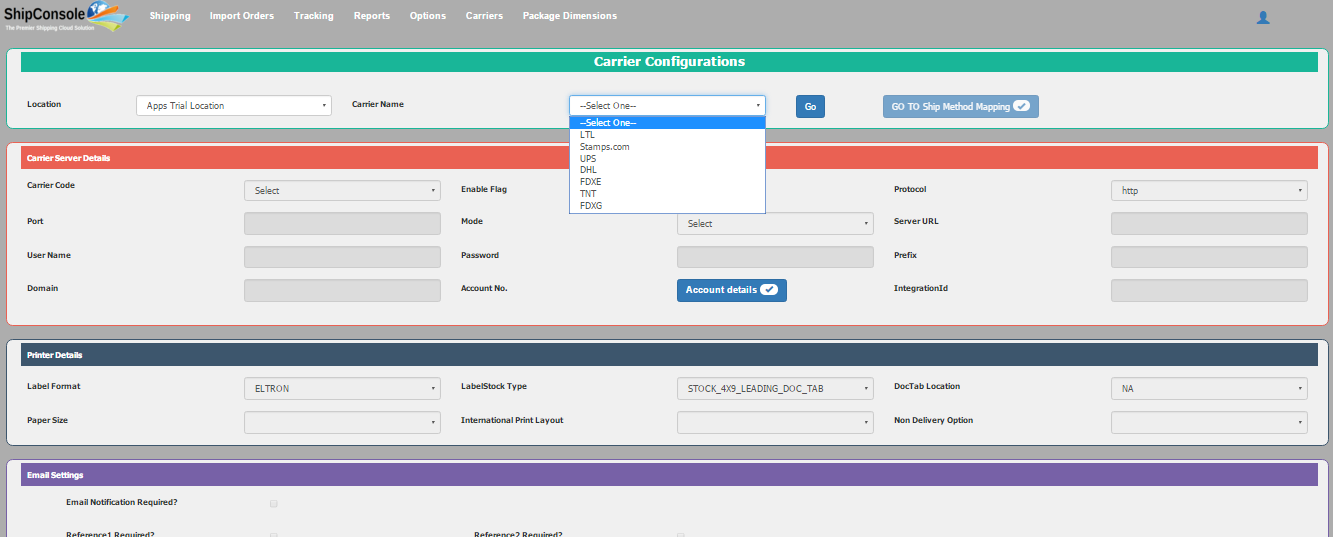 ShipConsole
The Premier Shipping Cloud Solution
Shipping Import Orders Tracking Reports Options Carriers Package Dimensions
Carrier Configurations
Location Apps Trial Location Carrier Name --Select One-- Go GO TO Ship Method Mapping
--Select One--
LTL
Stamps.com
UPS
DHL
FDXE
TNT
FDXG
Carrier Server Details
Carrier Code Select Enable Flag Protocol http
Port Mode Select Server URL
User Name Password Prefix
Domain Account No. Account details IntegrationId
Printer Details
Label Format ELTRON LabelStock Type STOCK_4X9_LEADING_DOC_TAB DocTab Location NA
Paper Size International Print Layout Non Delivery Option
Email Settings
Email Notification Required?
Reference1 Required? Reference2 Required?